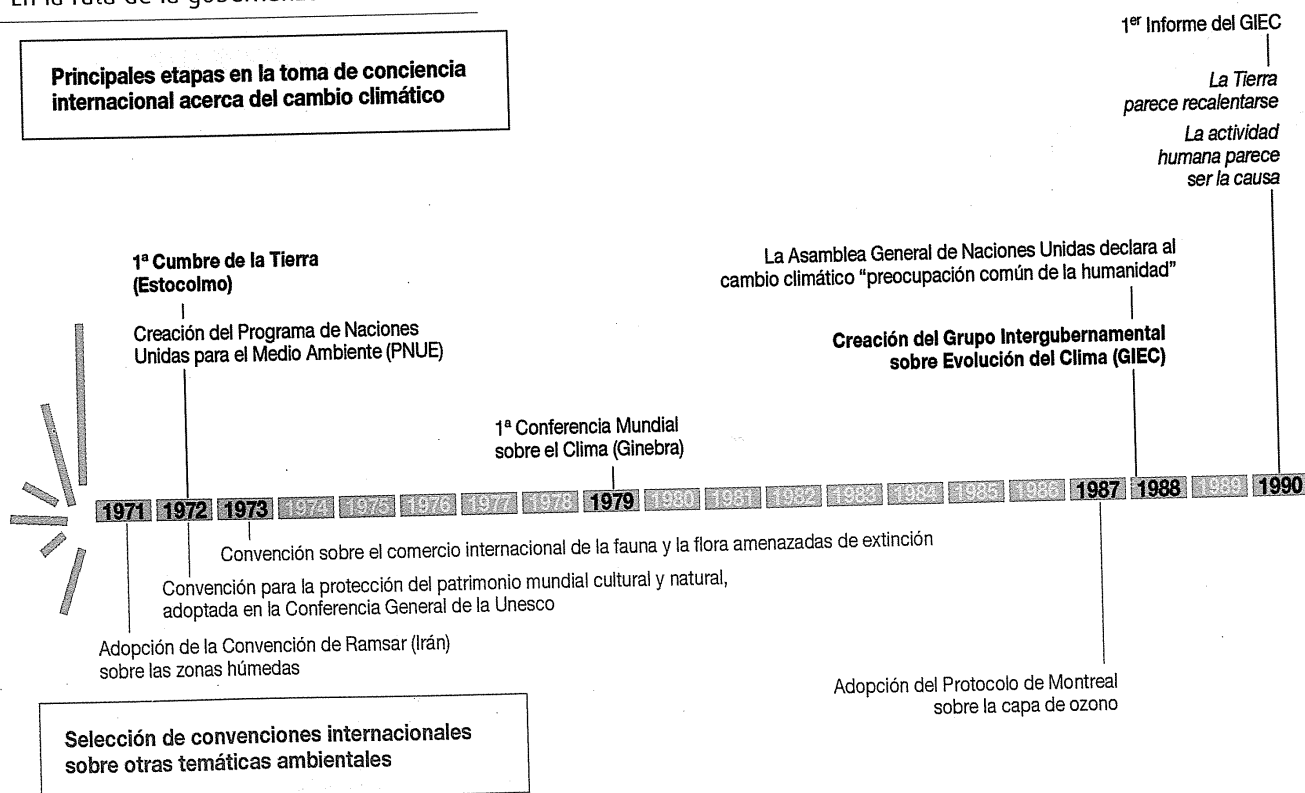 En la ruta de la
1er Informe del GIEC
Principales etapas en la toma de conciencia
internacional acerca del cambio climático
La Tierra
parece recalentarse
La actividad
humana parece
ser la causa
1ª Cumbre de la Tierra
(Estocolmo)
Creación del Programa de Naciones
Unidas para el Medio Ambiente (PNUE)
La Asamblea General de Naciones Unidas declara al
cambio climático “preocupación común de la humanidad”
Creación del Grupo Intergubernamental
sobre Evolución del Clima (GIEC)
1ª Conferencia Mundial
sobre el Clima (Ginebra)
1971 1972 1973 1974 1975 1976 1977 1978 1979 1980 1981 1982 1983 1984 1985 1986 1987 1988 1989 1990
Convención sobre el comercio internacional de la fauna y la flora amenazadas de extinción
Convención para la protección del patrimonio mundial cultural y natural,
adoptada en la Conferencia General de la Unesco
Adopción de la Convención de Ramsar (Irán)
sobre las zonas húmedas
Adopción del Protocolo de Montreal
sobre la capa de ozono
Selección de convenciones internacionales
sobre otras temáticas ambientales